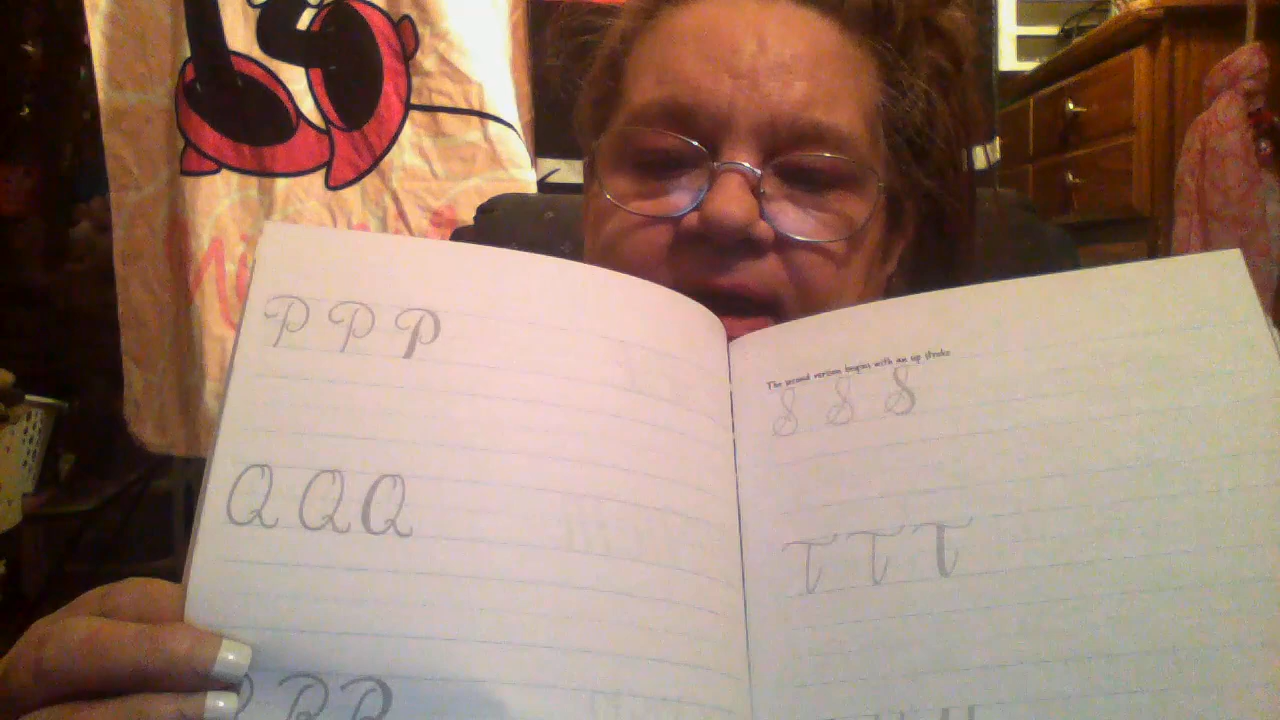 P P P
Q Q Q
R R R
The second version begins with an up stroke
S S S
T T T